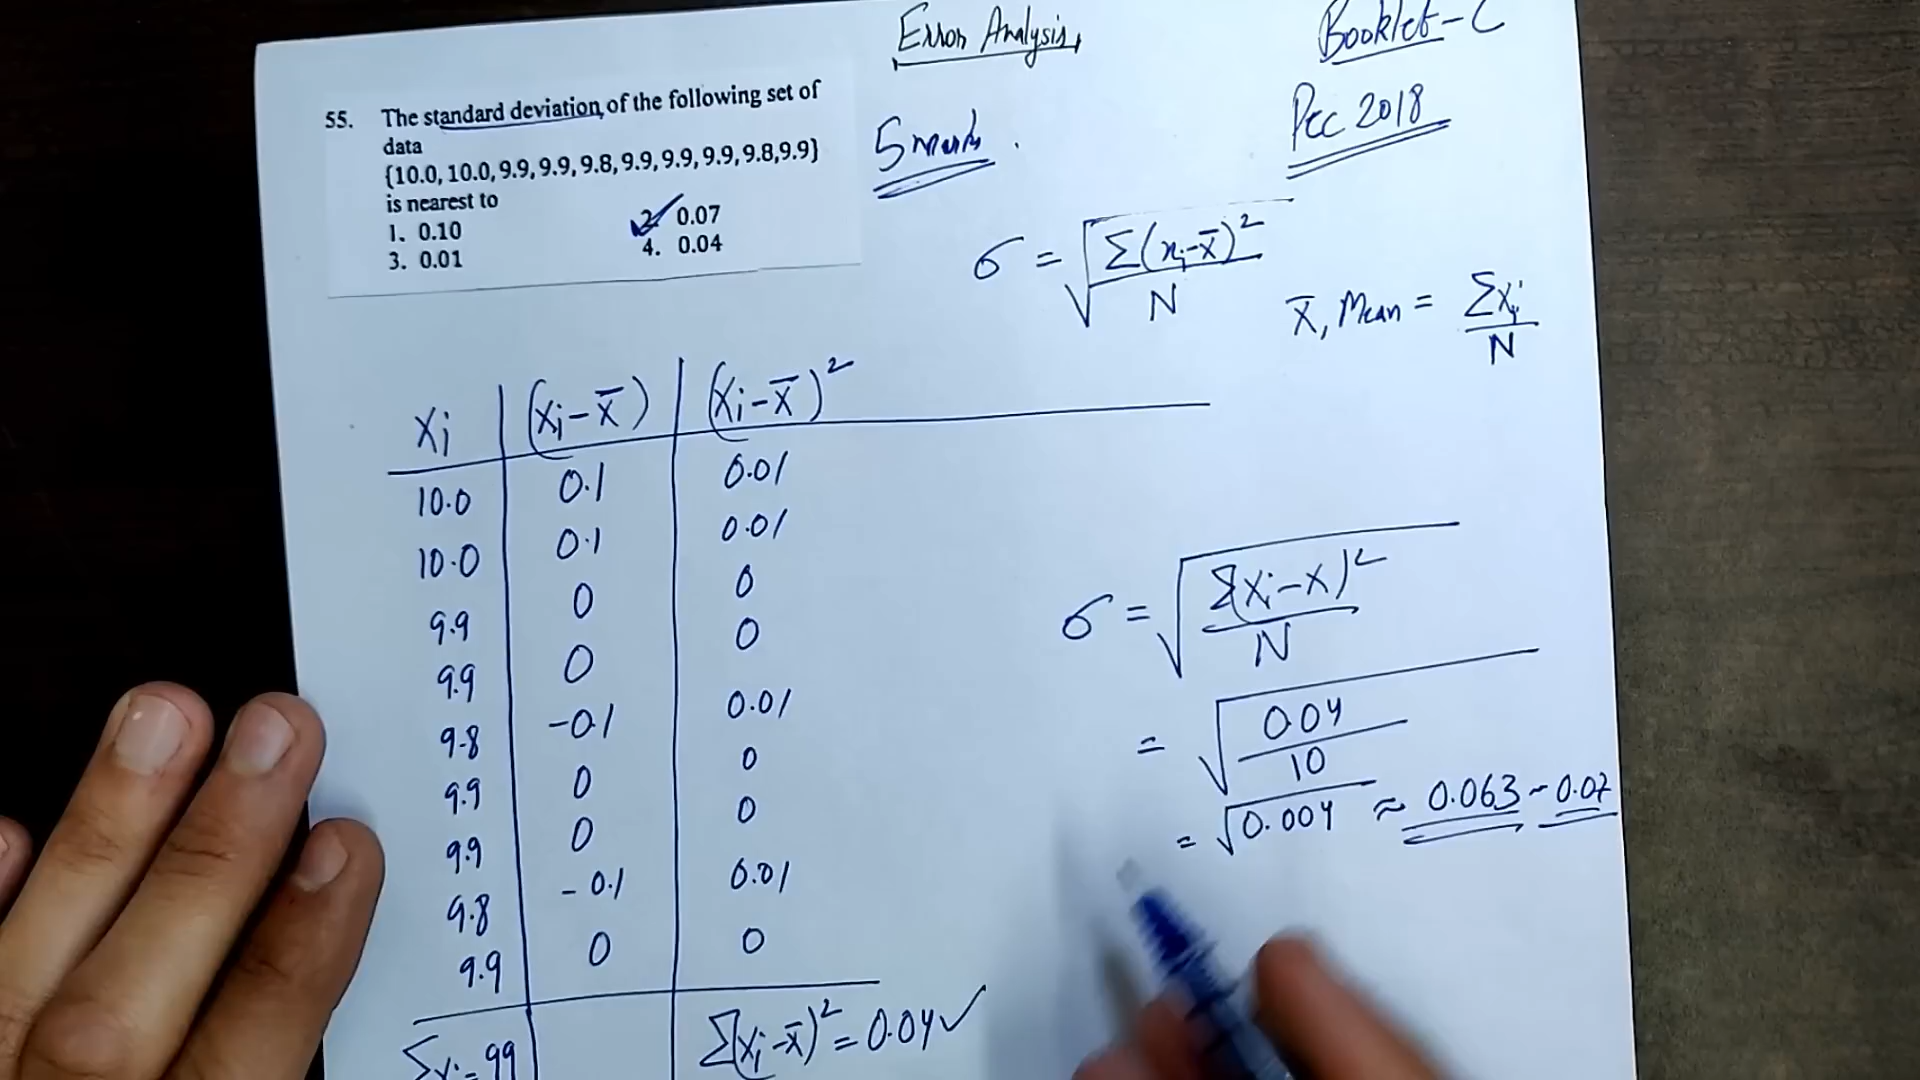 Error Analysis,
Booklet-C
Dec 2018
5 marks.
55. The standard deviation of the following set of
data
{10.0, 10.0, 9.9, 9.9, 9.8, 9.9, 9.9, 9.9, 9.8,9.9}
is nearest to
1. 0.10 2. 0.07
3. 0.01 4. 0.04
σ = √(Σ(xi-x̄)²/N)
x̄, Mean = Σxi/N
xi | (xi-x̄) | (xi-x̄)²
10.0 0.1 0.01
10.0 0.1 0.01
9.9 0 0
9.9 0 0
9.8 -0.1 0.01
9.9 0 0
9.9 0 0
9.8 -0.1 0.01
9.9 0 0
Σxi=99 Σ(xi-x̄)² = 0.04✓
σ = √(Σ(xi-x)²/N)
= √(0.04/10)
= √0.004 ≈ 0.063 ~ 0.07